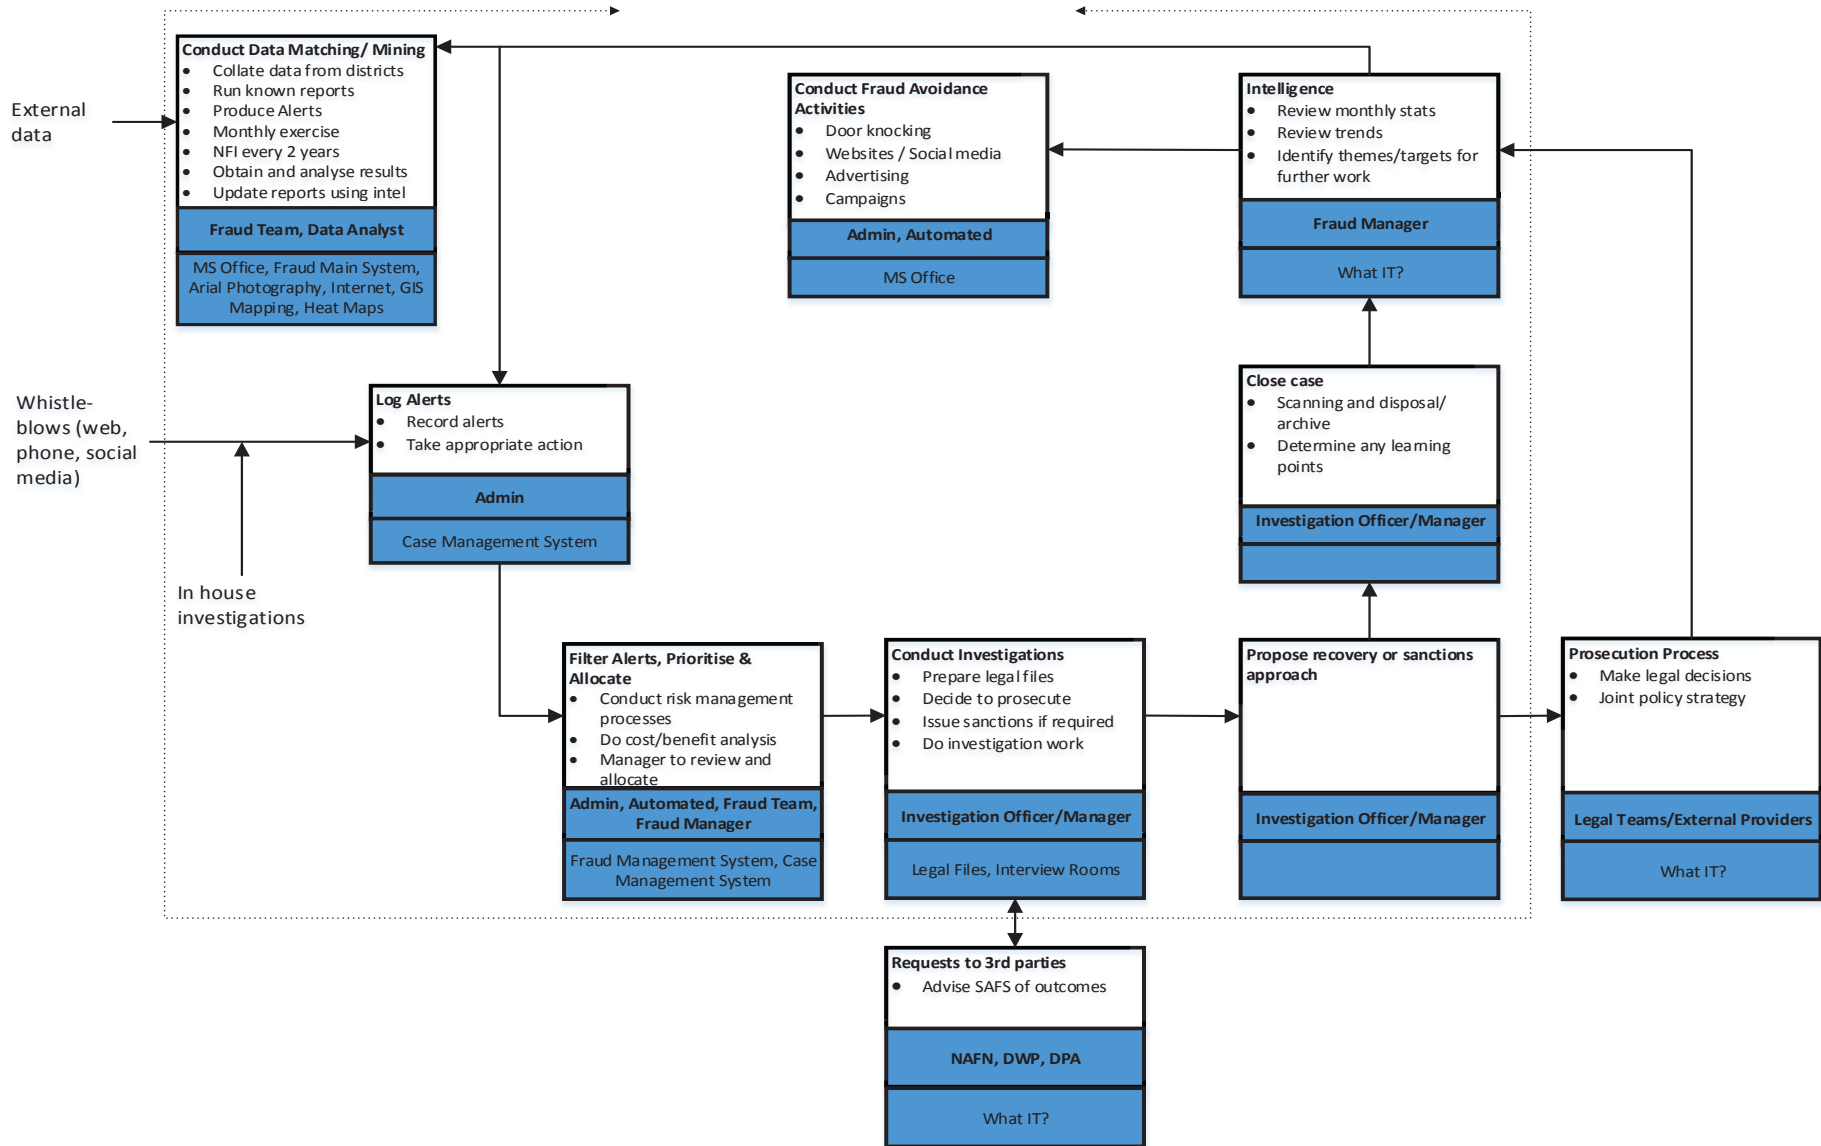 External
data
Conduct Data Matching/ Mining
• Collate data from districts
• Run known reports
• Produce Alerts
• Monthly exercise
• NFI every 2 years
• Obtain and analyse results
• Update reports using intel
Fraud Team, Data Analyst
MS Office, Fraud Main System,
Arial Photography, Internet, GIS
Mapping, Heat Maps
Conduct Fraud Avoidance
Activities
• Door knocking
• Websites / Social media
• Advertising
• Campaigns
Admin, Automated
MS Office
Intelligence
• Review monthly stats
• Review trends
• Identify themes/targets for
further work
Fraud Manager
What IT?
Whistle-
blows (web,
phone, social
media)
In house
investigations
Log Alerts
• Record alerts
• Take appropriate action
Admin
Case Management System
Close case
• Scanning and disposal/
archive
• Determine any learning
points
Investigation Officer/Manager
Filter Alerts, Prioritise &
Allocate
• Conduct risk management
processes
• Do cost/benefit analysis
• Manager to review and
allocate
Admin, Automated, Fraud Team,
Fraud Manager
Fraud Management System, Case
Management System
Conduct Investigations
• Prepare legal files
• Decide to prosecute
• Issue sanctions if required
• Do investigation work
Investigation Officer/Manager
Legal Files, Interview Rooms
Propose recovery or sanctions
approach
Investigation Officer/Manager
Prosecution Process
• Make legal decisions
• Joint policy strategy
Legal Teams/External Providers
What IT?
Requests to 3rd parties
• Advise SAFS of outcomes
NAFN, DWP, DPA
What IT?